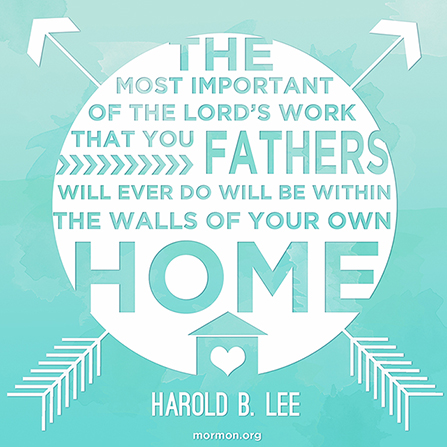 THE
MOST IMPORTANT
OF THE LORD'S WORK
THAT YOU FATHERS
WILL EVER DO WILL BE WITHIN
THE WALLS OF YOUR OWN
HOME
HAROLD B. LEE
mormon.org